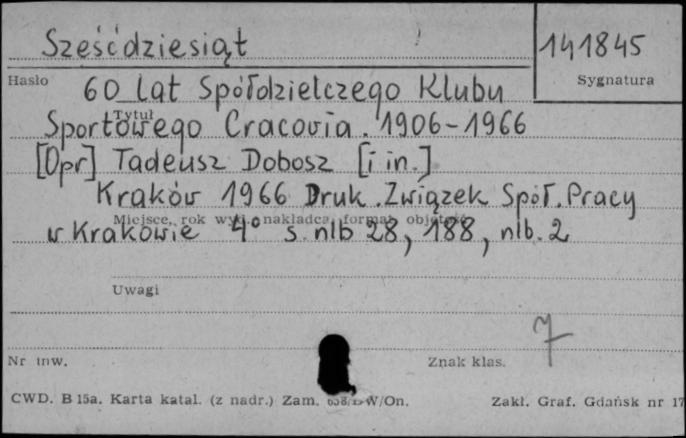 Sześćdziesiąt
141845
Hasło
Sygnatura
60 lat Spółdzielczego Klubu
Tytuł
Sportowego Cracovia. 1906-1966
[Opr] Tadeusz Dobosz [i in.]
Kraków 1966 Druk. Związek Spół. Pracy
Miejsce, rok wyd., nakładca, format, objętość
w Krakowie 4° s. nlb 28, 188, nlb. 2
Uwagi
7
Nr inw.
Znak klas.
CWD. B 15a. Karta katal. (z nadr.) Zam. W/On.
Zakł. Graf. Gdańsk nr 17